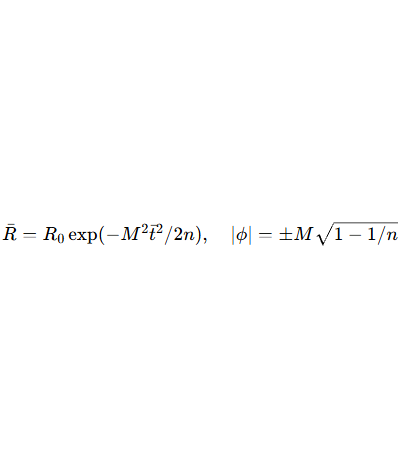 R̄ = R₀ exp(−M²t̄²/2n),  |ϕ| = ±M√(1 − 1/n)